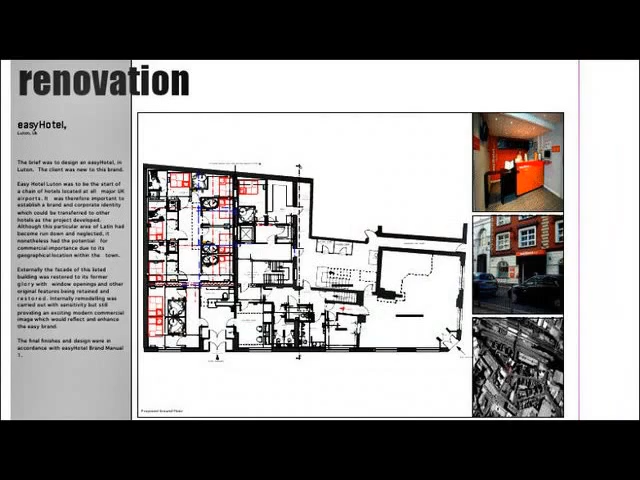 renovation
easyHotel,
Luton, UK
The brief was to design an easyHotel, in
Luton. The client was new to this brand.
Easy Hotel Luton was to be the start of
a chain of hotels located at all major UK
airports. It was therefore important to
establish a brand and corporate identity
which could be transferred to other
hotels as the project developed.
Although this particular area of Latin had
become run down and neglected, it
nonetheless had the potential for
commercial importance due to its
geographical location within the town.
Externally the facade of this listed
building was restored to its former
glory with window openings and other
original features being retained and
restored. Internally remodelling was
carried out with sensitivity but still
providing an exciting modern commercial
image which would reflect and enhance
the easy brand.
The final finishes and design were in
accordance with easyHotel Brand Manual
1.
Proposed Ground Floor